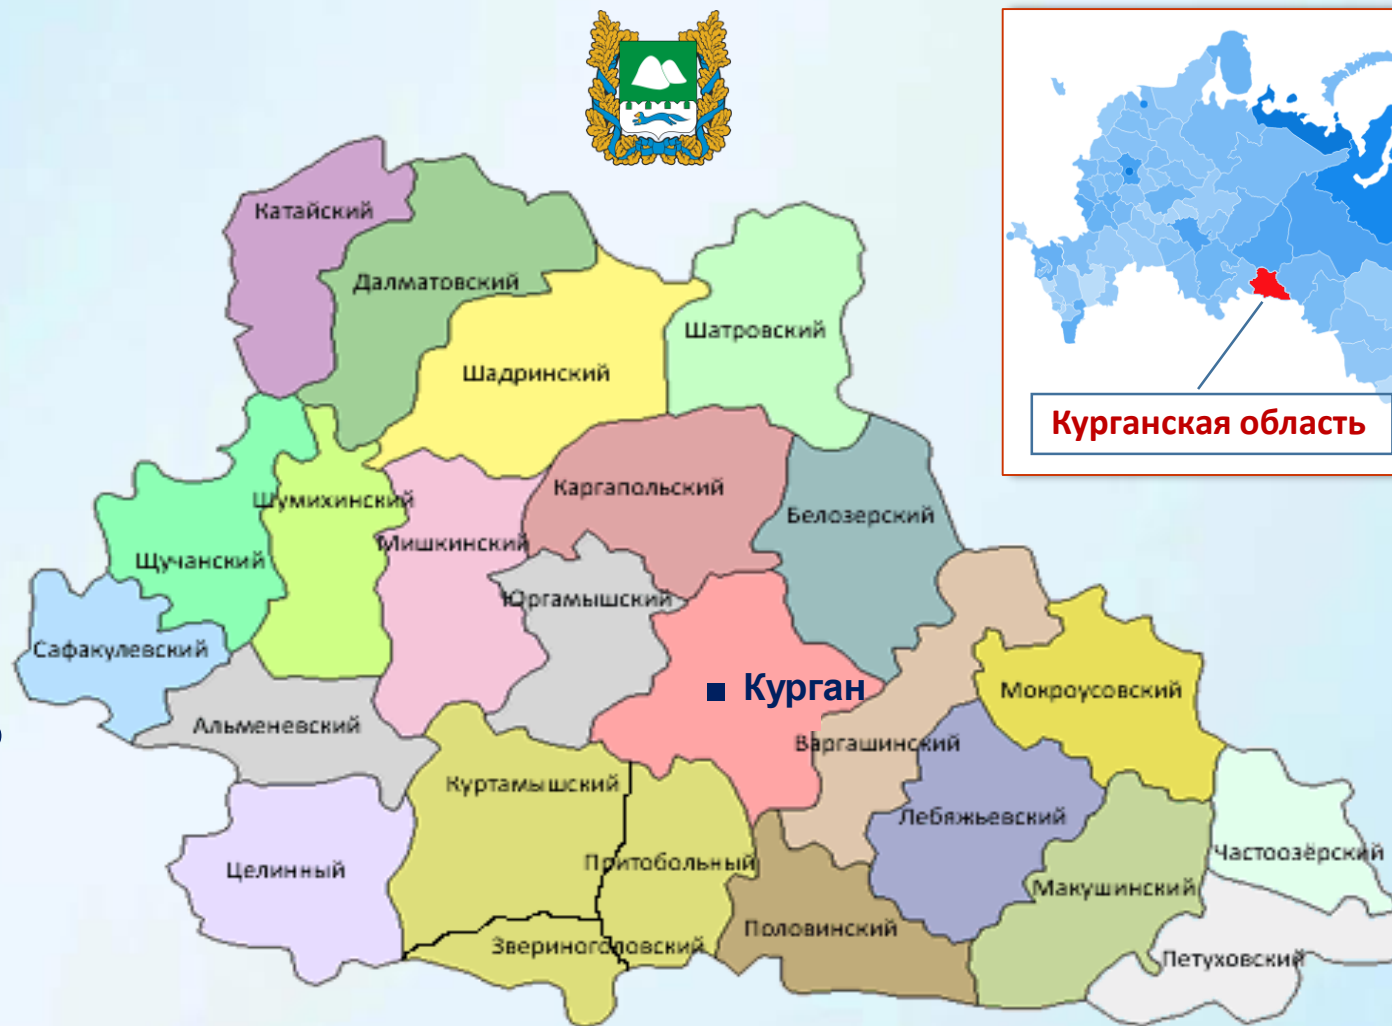 Катайский
Далматовский
Шатровский
Шадринский
Курганская область
Каргапольский
Шумихинский
Белозерский
Мишкинский
Щучанский
Юргамышский
Сафакулевский
Курган
Мокроусовский
Альменевский
Варгашинский
Куртамышский
Лебяжьевский
Частоозёрский
Притобольный
Целинный
Макушинский
Половинский
Звериноголовский
Петуховский